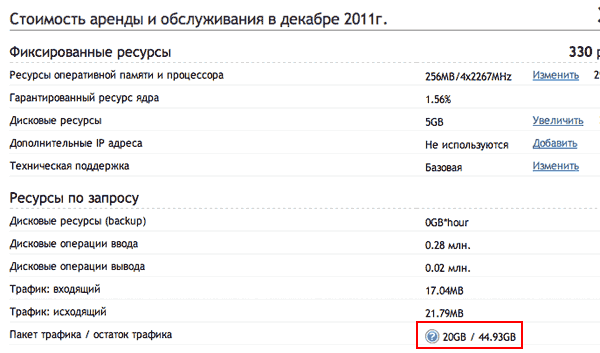 Стоимость аренды и обслуживания в декабре 2011г.
Фиксированные ресурсы 330
Ресурсы оперативной памяти и процессора 256MB/4x2267MHz Изменить
Гарантированный ресурс ядра 1.56%
Дисковые ресурсы 5GB Увеличить
Дополнительные IP адреса Не используются Добавить
Техническая поддержка Базовая Изменить
Ресурсы по запросу
Дисковые ресурсы (backup) 0GB*hour
Дисковые операции ввода 0.28 млн.
Дисковые операции вывода 0.02 млн.
Трафик: входящий 17.04MB
Трафик: исходящий 21.79MB
Пакет трафика / остаток трафика ? 20GB / 44.93GB